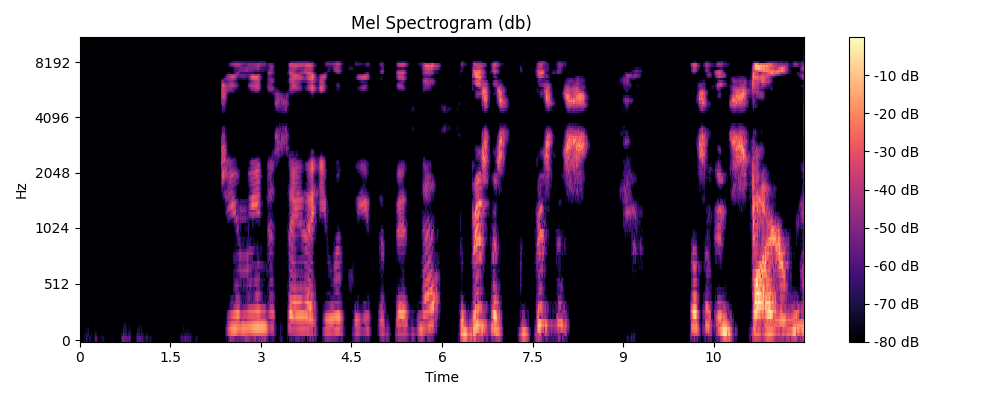 Mel Spectrogram (db)
8192
4096
2048
1024
512
0
Hz
0 1.5 3 4.5 6 7.5 9 10
Time
-10 dB
-20 dB
-30 dB
-40 dB
-50 dB
-60 dB
-70 dB
-80 dB